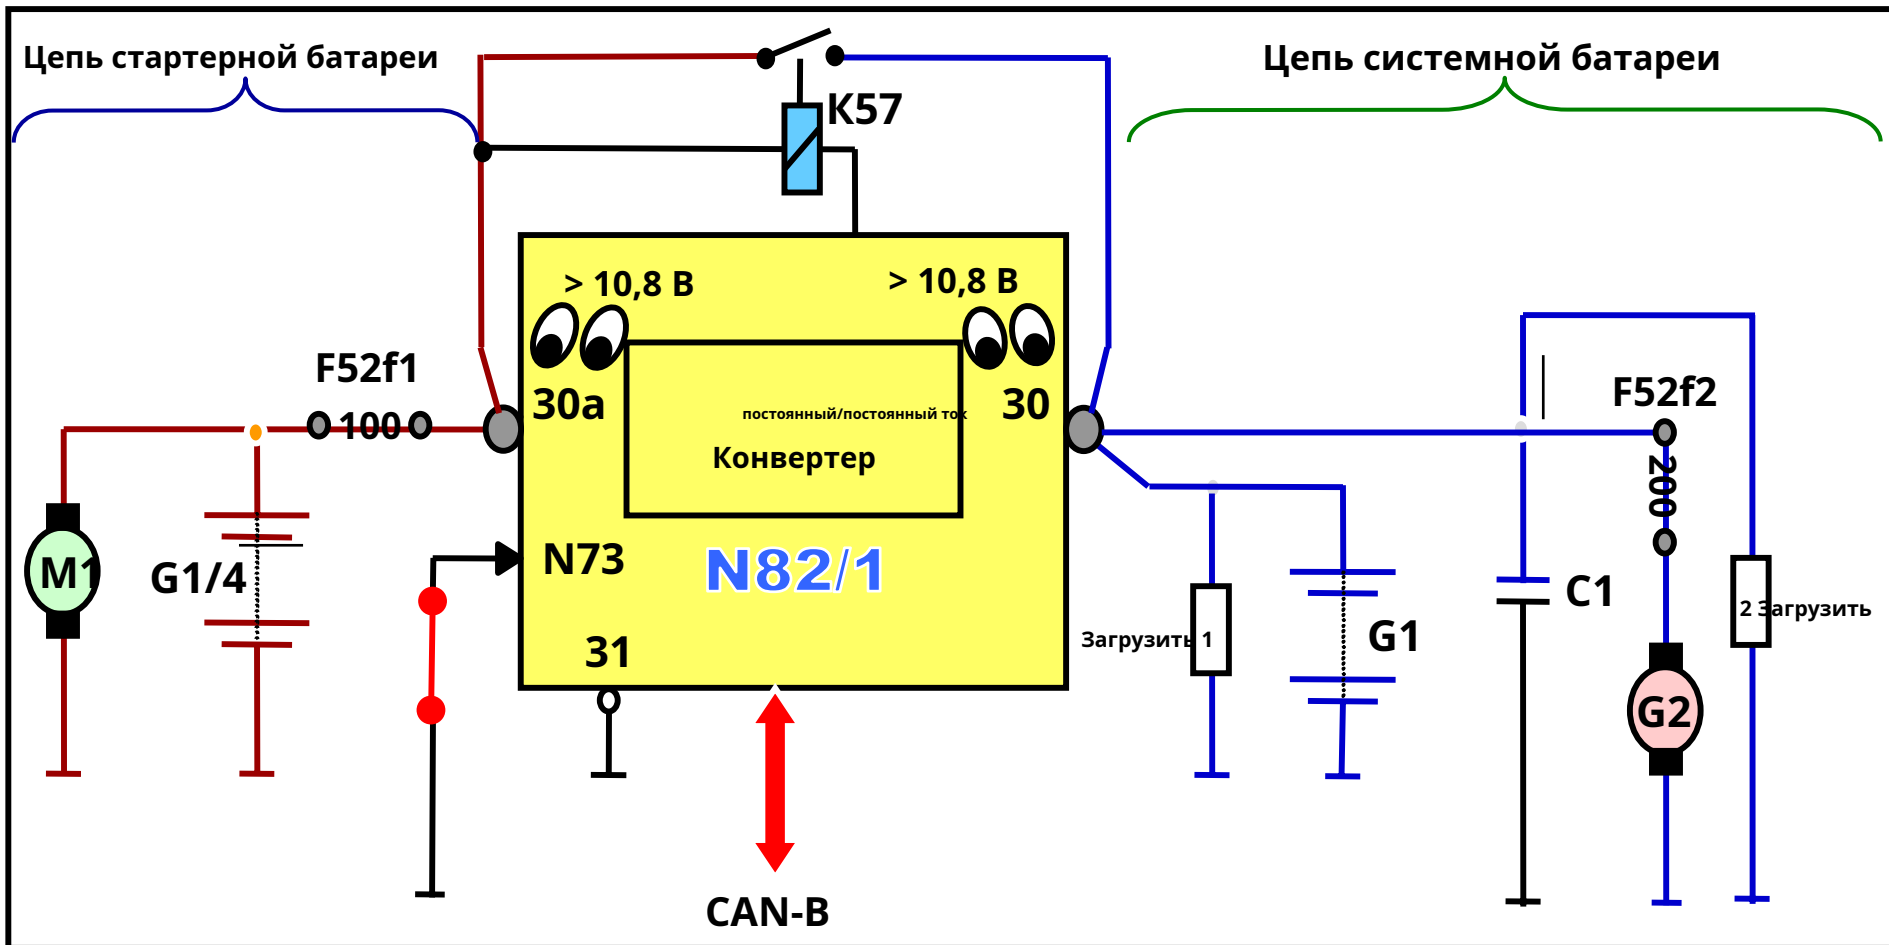 Цепь стартерной батареи
Цепь системной батареи
K57
> 10,8 В
> 10,8 В
F52f1
100
30a
постоянный/постоянный ток
30
Конвертер
F52f2
200
M1
G1/4
N73
N82/1
31
Загрузить 1
G1
C1
2 Загрузить
G2
CAN-B